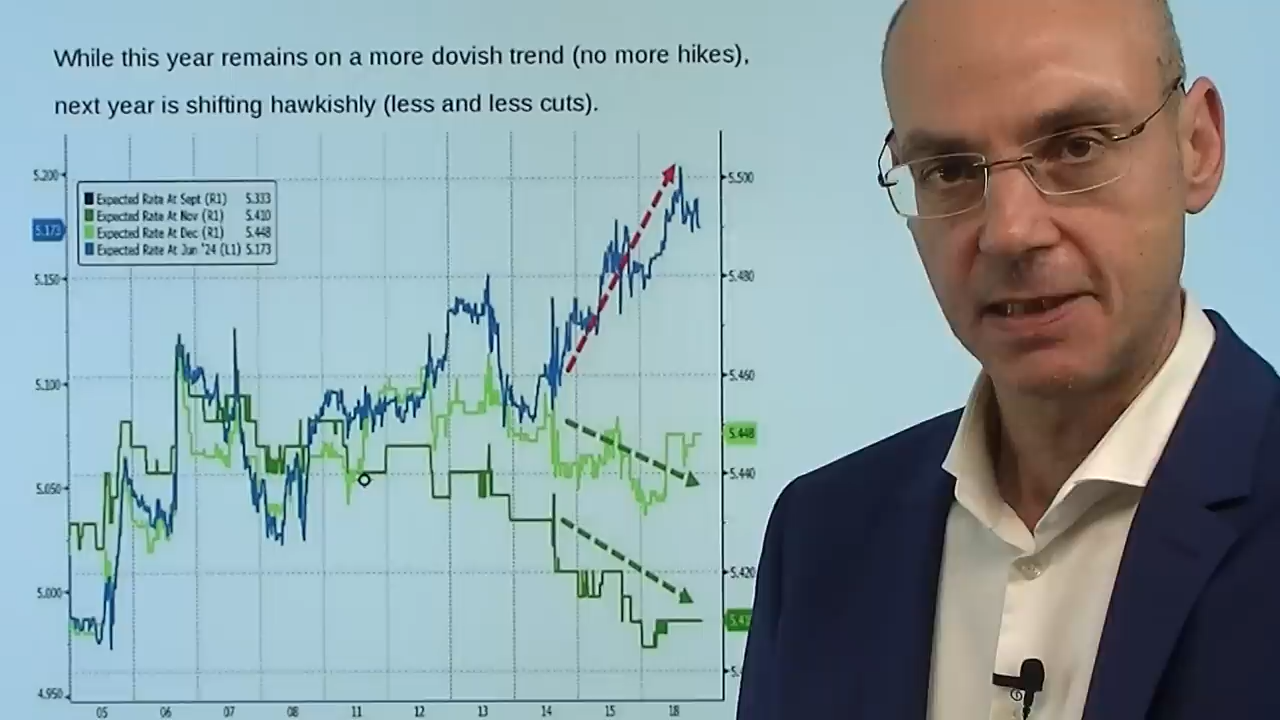 While this year remains on a more dovish trend (no more hikes),
next year is shifting hawkishly (less and less cuts).
5.200
5.500
Expected Rate At Sept (R1) 5.333
Expected Rate At Nov (R1) 5.410
Expected Rate At Dec (R1) 5.448
Expected Rate At Jun '24 (L1) 5.173
5.173
5.150
5.480
5.100
5.460
5.448
5.440
5.050
5.420
5.000
4.950
05 06 07 08 11 12 13 14 15 18